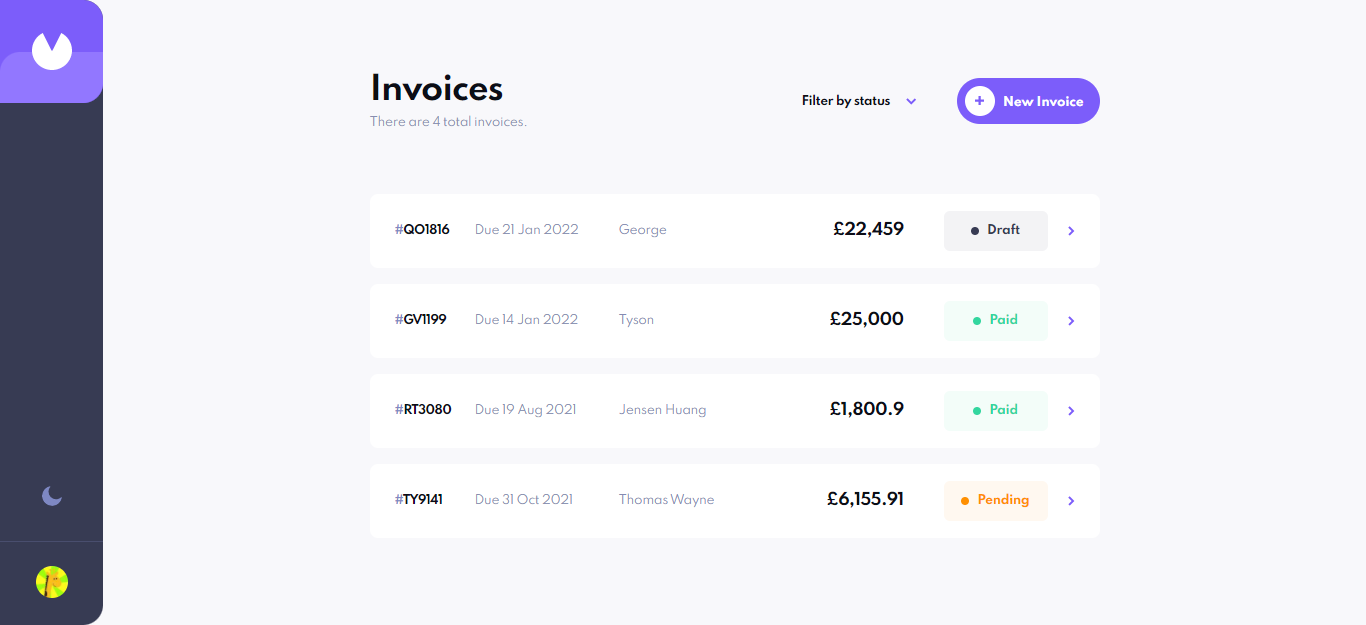 Invoices
There are 4 total invoices.
Filter by status
+ New Invoice
#QO1816 Due 21 Jan 2022 George £22,459 Draft
#GV1199 Due 14 Jan 2022 Tyson £25,000 Paid
#RT3080 Due 19 Aug 2021 Jensen Huang £1,800.9 Paid
#TY9141 Due 31 Oct 2021 Thomas Wayne £6,155.91 Pending